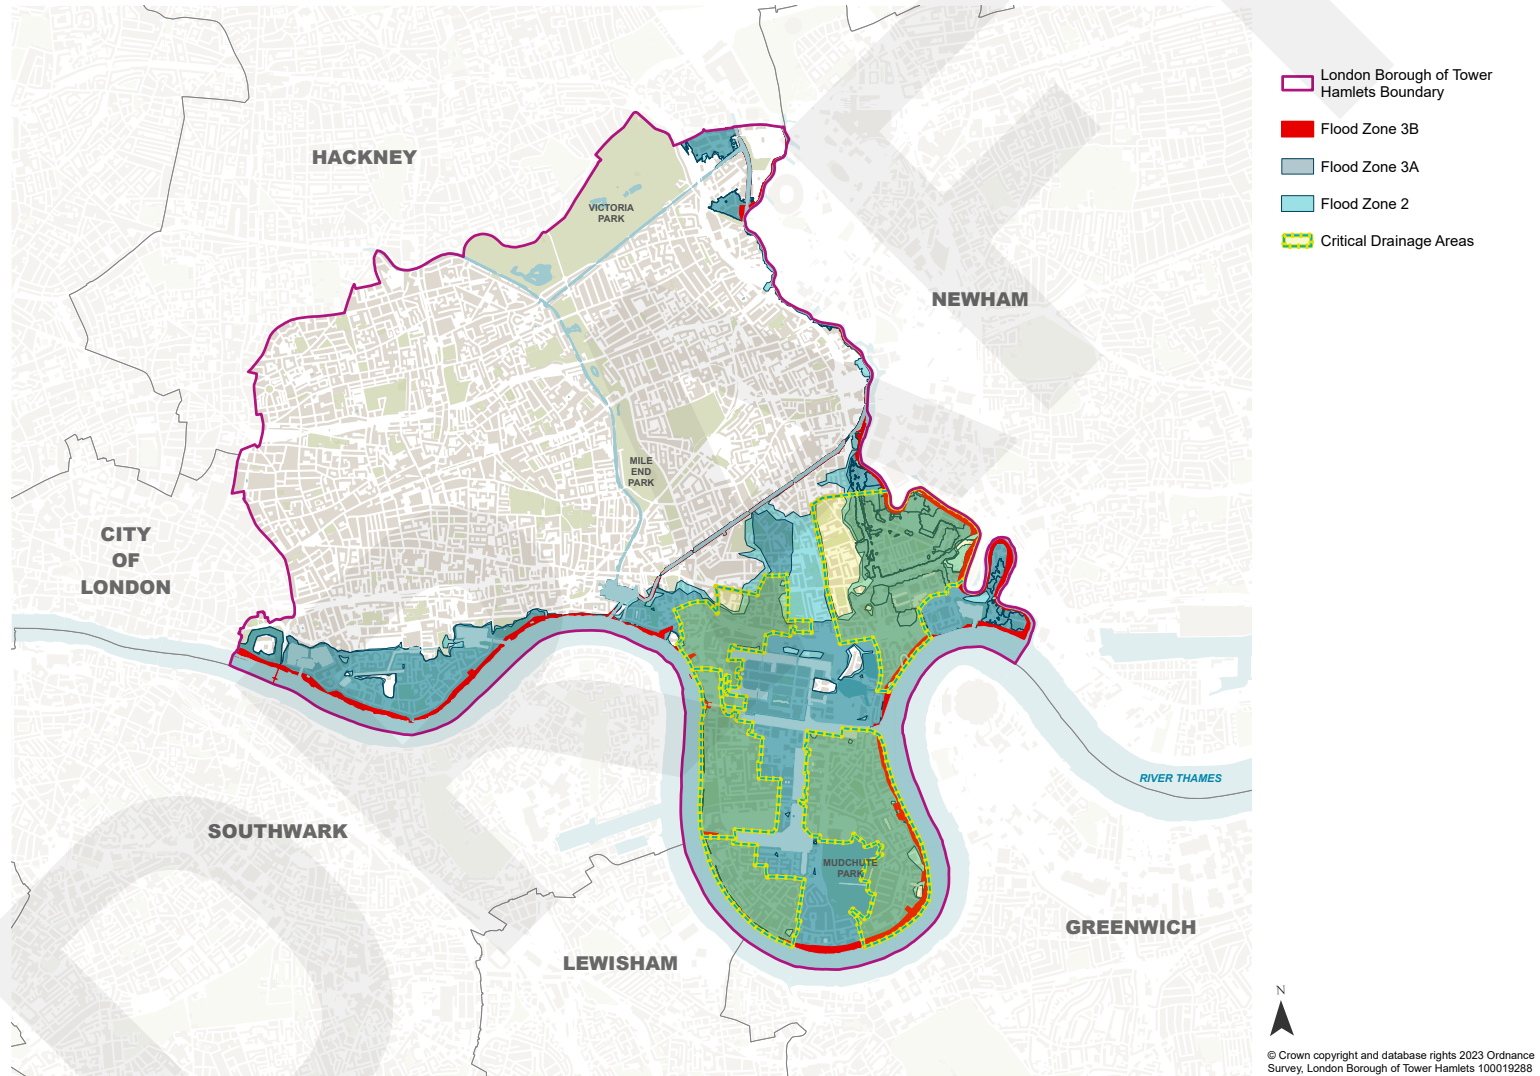 London Borough of Tower
Hamlets Boundary
Flood Zone 3B
Flood Zone 3A
Flood Zone 2
Critical Drainage Areas
HACKNEY
VICTORIA
PARK
NEWHAM
MILE
END
PARK
CITY
OF
LONDON
RIVER THAMES
SOUTHWARK
MUDCHUTE
PARK
GREENWICH
LEWISHAM
N
© Crown copyright and database rights 2023 Ordnance
Survey, London Borough of Tower Hamlets 100019288